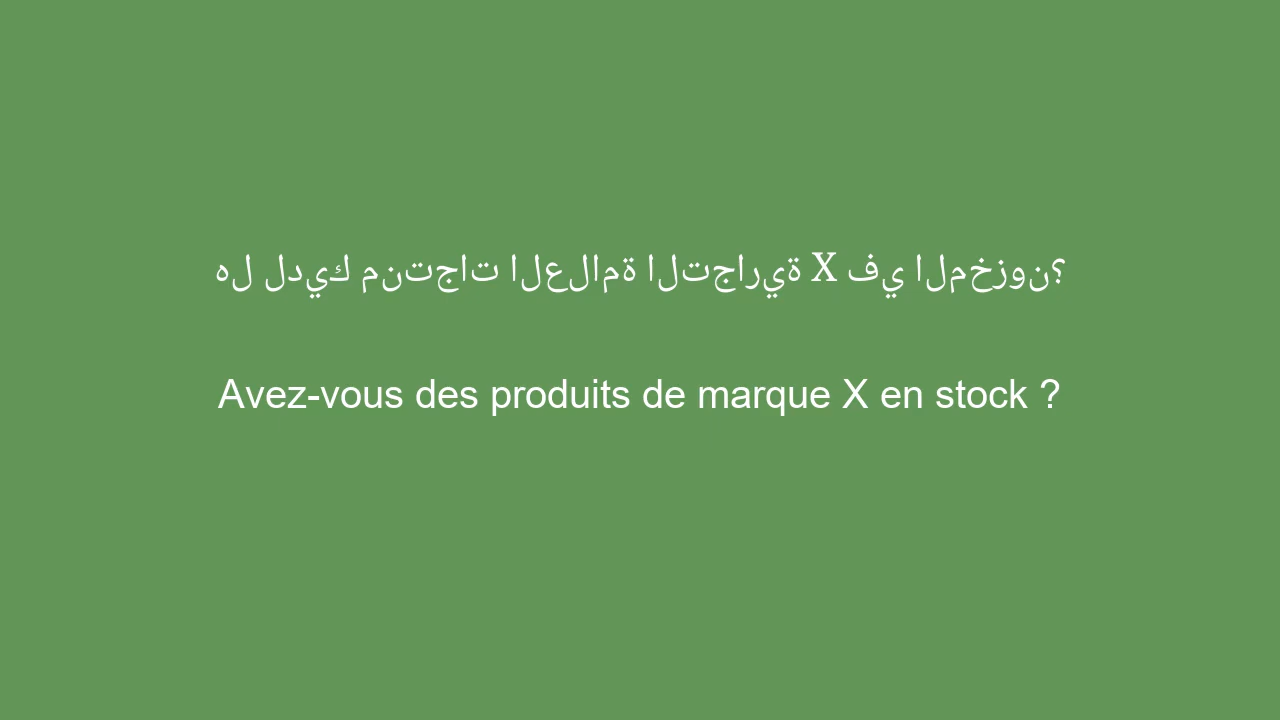 هل لديك منتجات العلامة التجارية X في المخزون؟
Avez-vous des produits de marque X en stock ?